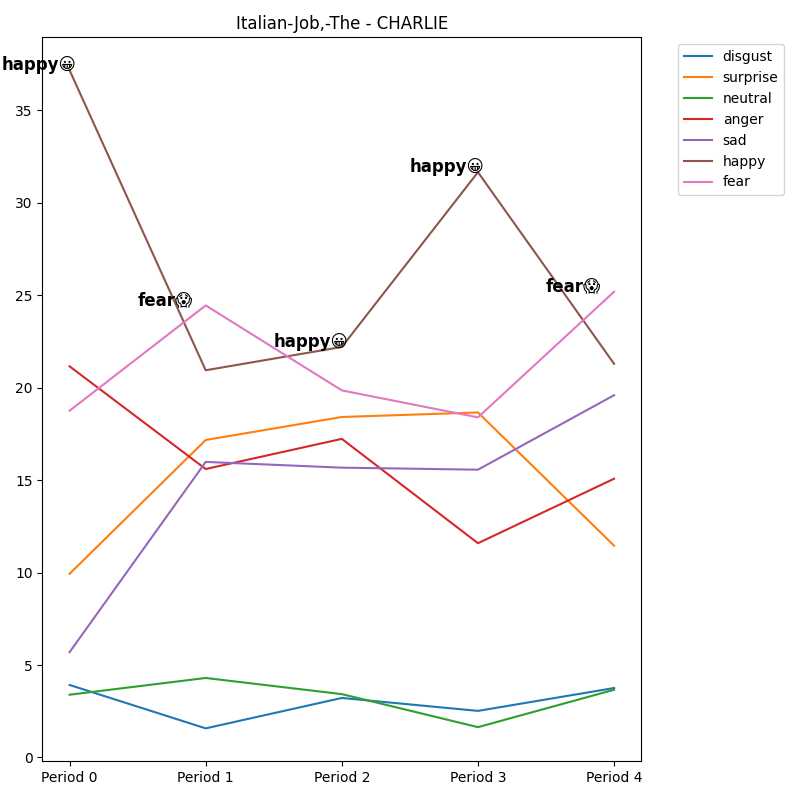 Italian-Job,-The - CHARLIE
happy😀
fear😱
happy😀
happy😀
fear😱
35
30
25
20
15
10
5
0
Period 0
Period 1
Period 2
Period 3
Period 4
disgust
surprise
neutral
anger
sad
happy
fear